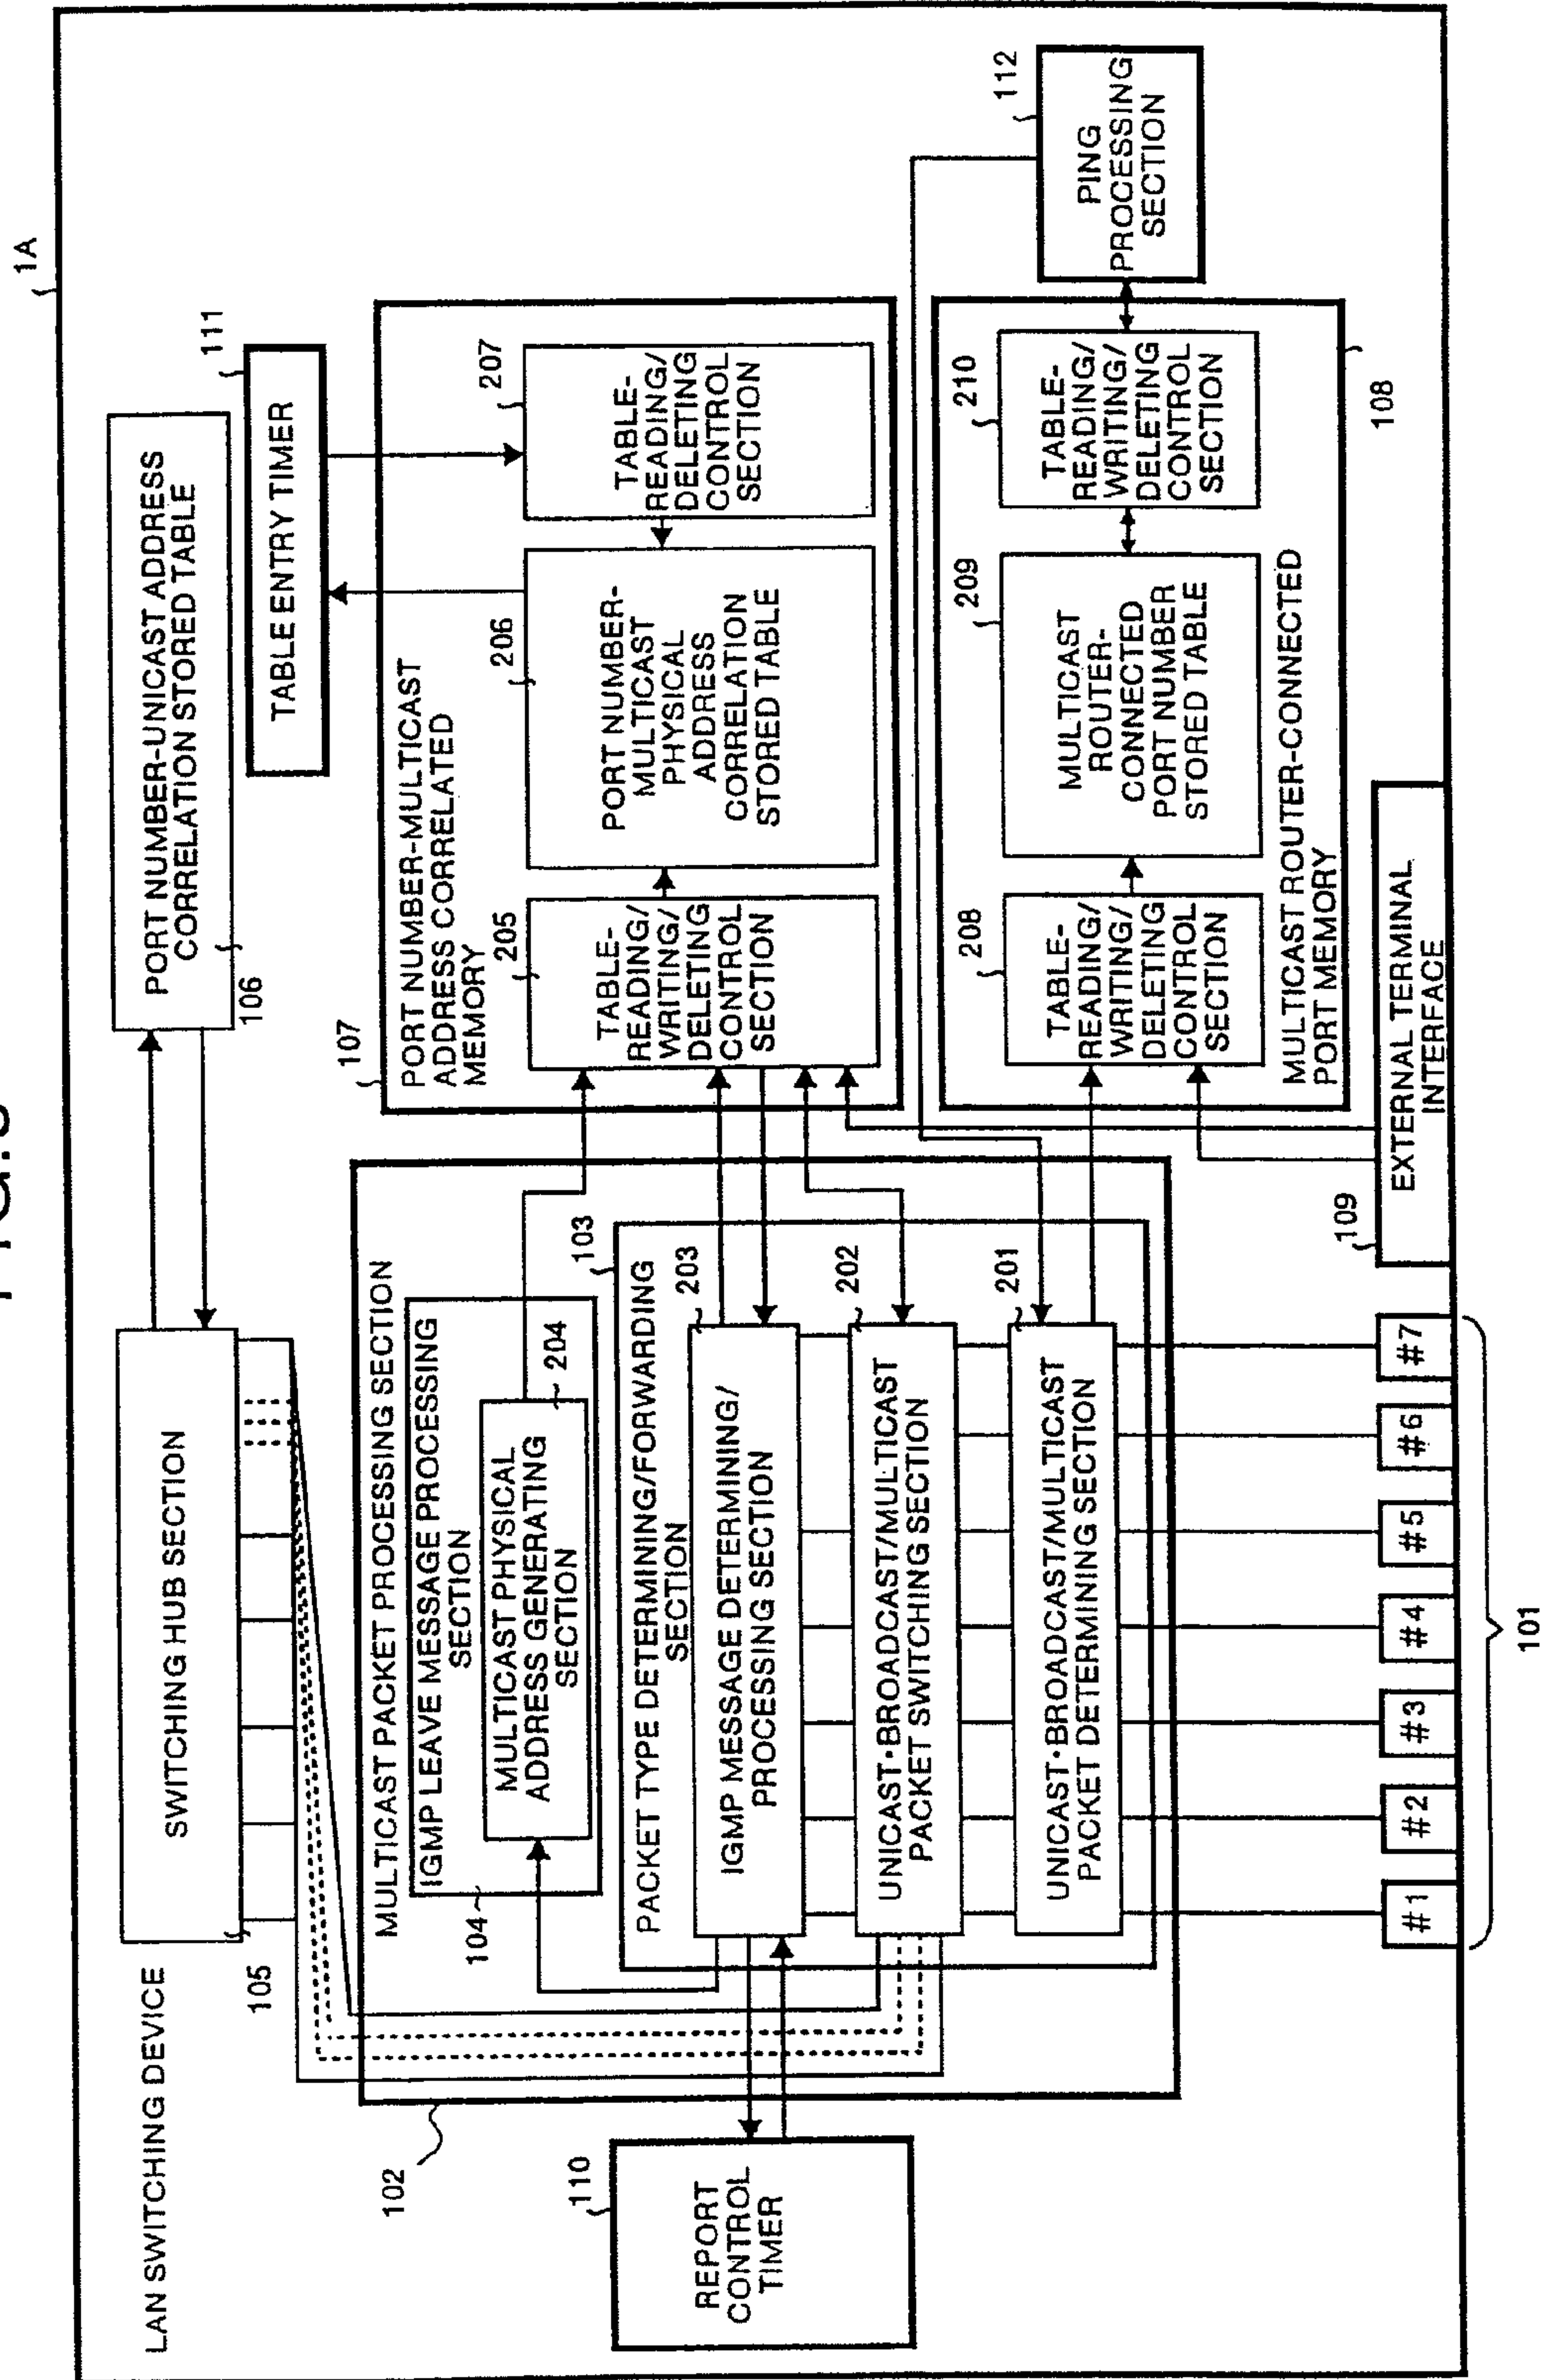 1A
LAN SWITCHING DEVICE
105
SWITCHING HUB SECTION
PORT NUMBER-UNICAST ADDRESS
CORRELATION STORED TABLE
106
111
TABLE ENTRY TIMER
102
MULTICAST PACKET PROCESSING SECTION
IGMP LEAVE MESSAGE PROCESSING
SECTION
104
MULTICAST PHYSICAL
ADDRESS GENERATING
SECTION
204
103
PACKET TYPE DETERMINING/FORWARDING
SECTION
203
IGMP MESSAGE DETERMINING/
PROCESSING SECTION
202
UNICAST·BROADCAST/MULTICAST
PACKET SWITCHING SECTION
201
UNICAST·BROADCAST/MULTICAST
PACKET DETERMINING SECTION
110
REPORT
CONTROL
TIMER
107
PORT NUMBER-MULTICAST
ADDRESS CORRELATED
MEMORY
205
TABLE-
READING/
WRITING/
DELETING
CONTROL
SECTION
206
PORT NUMBER-
MULTICAST
PHYSICAL
ADDRESS
CORRELATION
STORED TABLE
207
TABLE-
READING/
DELETING
CONTROL
SECTION
208
TABLE-
READING/
WRITING/
DELETING
CONTROL
SECTION
209
MULTICAST
ROUTER-
CONNECTED
PORT NUMBER
STORED TABLE
210
TABLE-
READING/
WRITING/
DELETING
CONTROL
SECTION
MULTICAST ROUTER-CONNECTED
PORT MEMORY
108
112
PING
PROCESSING
SECTION
109
EXTERNAL TERMINAL
INTERFACE
#1
#2
#3
#4
#5
#6
#7
101